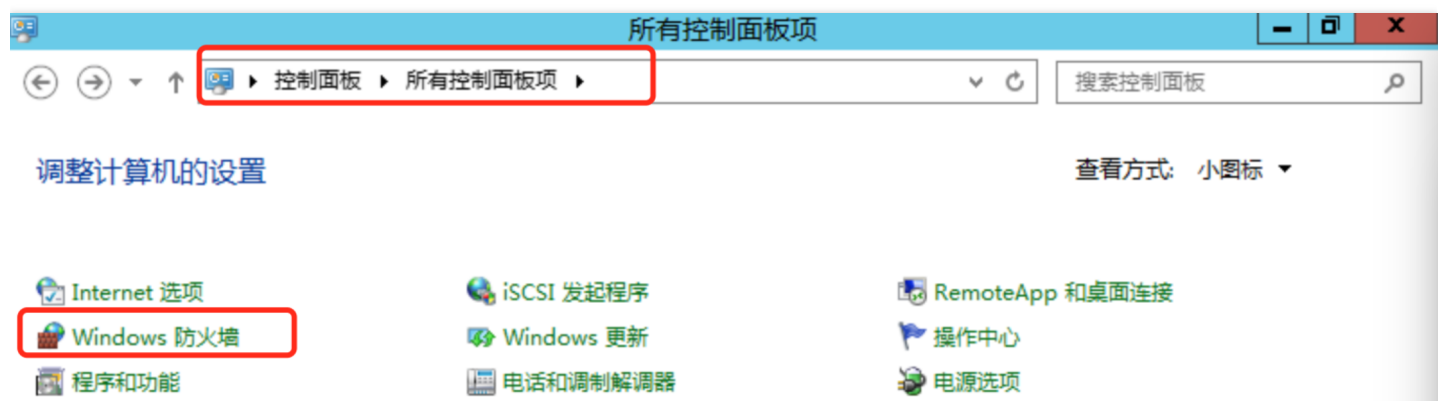 所有控制面板项
控制面板 所有控制面板项
搜索控制面板
调整计算机的设置
查看方式: 小图标
Internet 选项 iSCSI 发起程序 RemoteApp 和桌面连接
Windows 防火墙 Windows 更新 操作中心
程序和功能 电话和调制解调器 电源选项